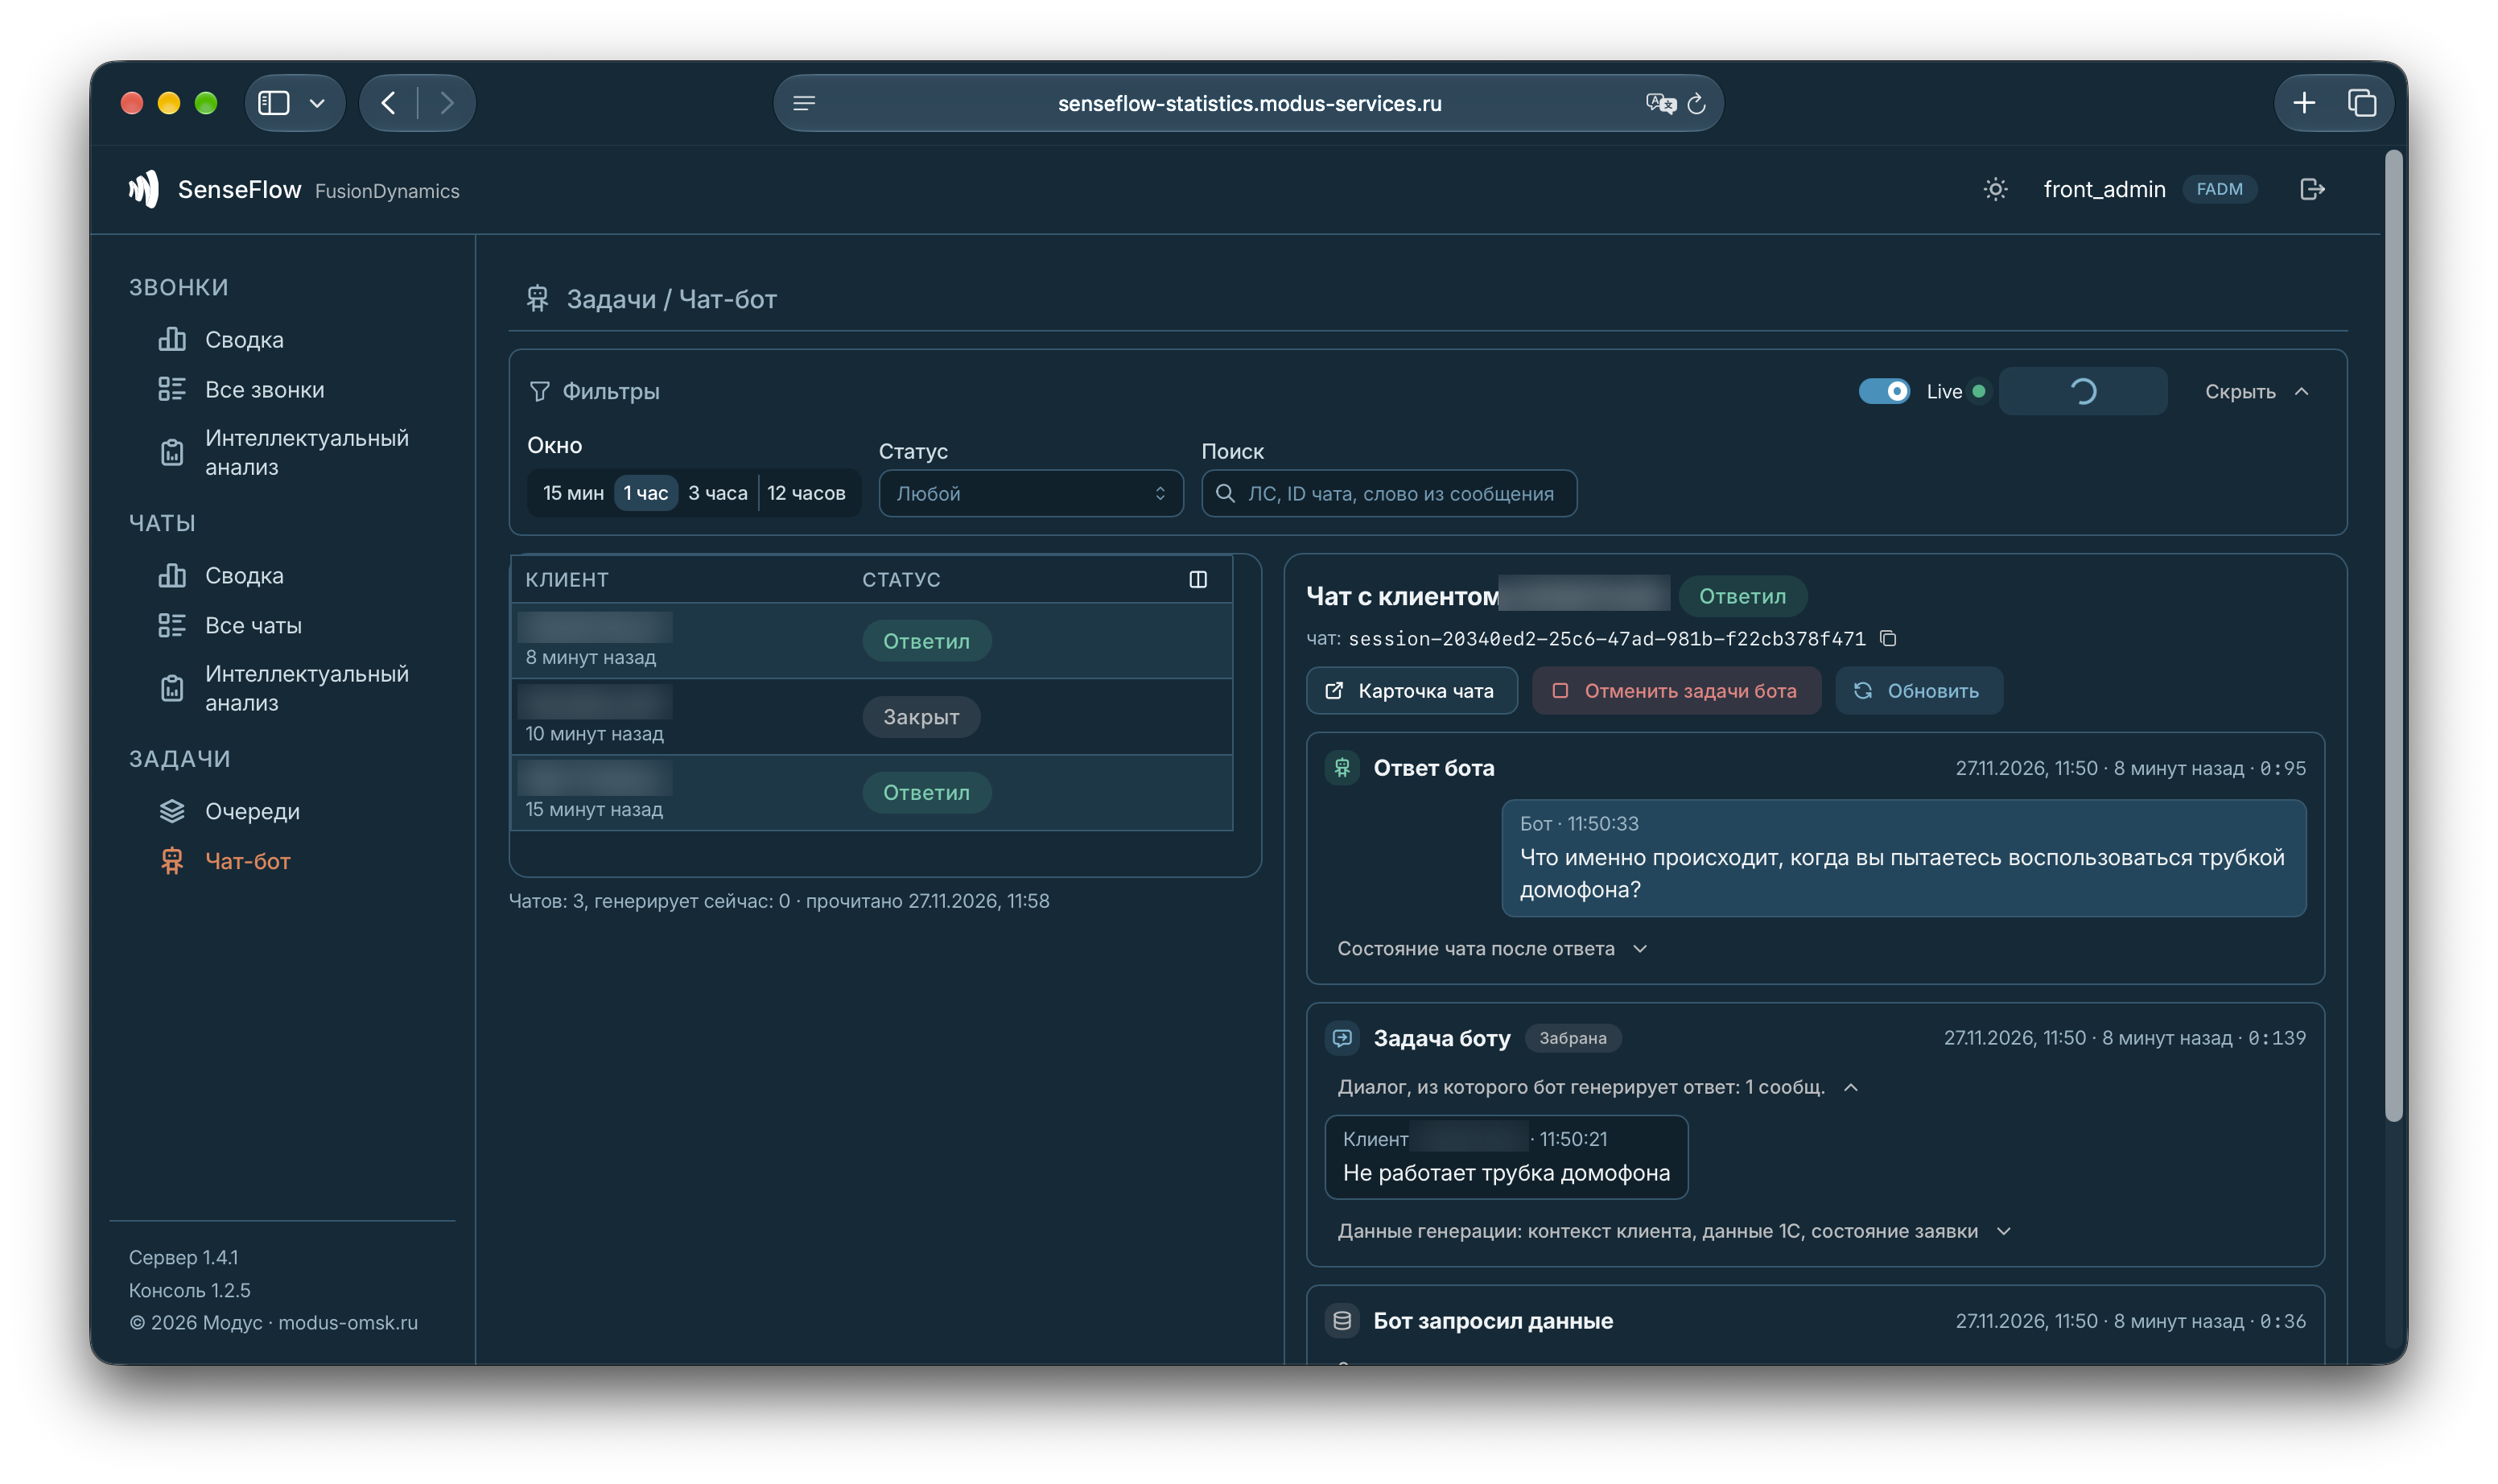 senseflow-statistics.modus-services.ru
SenseFlow FusionDynamics
front_admin FADM
ЗВОНКИ
Сводка
Все звонки
Интеллектуальный
анализ
ЧАТЫ
Сводка
Все чаты
Интеллектуальный
анализ
ЗАДАЧИ
Очереди
Чат-бот
Сервер 1.4.1
Консоль 1.2.5
© 2026 Модус · modus-omsk.ru
Задачи / Чат-бот
Фильтры
Live
Скрыть
Окно
15 мин 1 час 3 часа 12 часов
Статус
Любой
Поиск
ЛС, ID чата, слово из сообщения
КЛИЕНТ СТАТУС
8 минут назад Ответил
10 минут назад Закрыт
15 минут назад Ответил
Чатов: 3, генерирует сейчас: 0 · прочитано 27.11.2026, 11:58
Чат с клиентом Ответил
чат: session-20340ed2-25c6-47ad-981b-f22cb378f471
Карточка чата Отменить задачи бота Обновить
Ответ бота 27.11.2026, 11:50 · 8 минут назад · 0:95
Бот · 11:50:33
Что именно происходит, когда вы пытаетесь воспользоваться трубкой
домофона?
Состояние чата после ответа
Задача боту Забрана 27.11.2026, 11:50 · 8 минут назад · 0:139
Диалог, из которого бот генерирует ответ: 1 сообщ.
Клиент · 11:50:21
Не работает трубка домофона
Данные генерации: контекст клиента, данные 1С, состояние заявки
Бот запросил данные 27.11.2026, 11:50 · 8 минут назад · 0:36